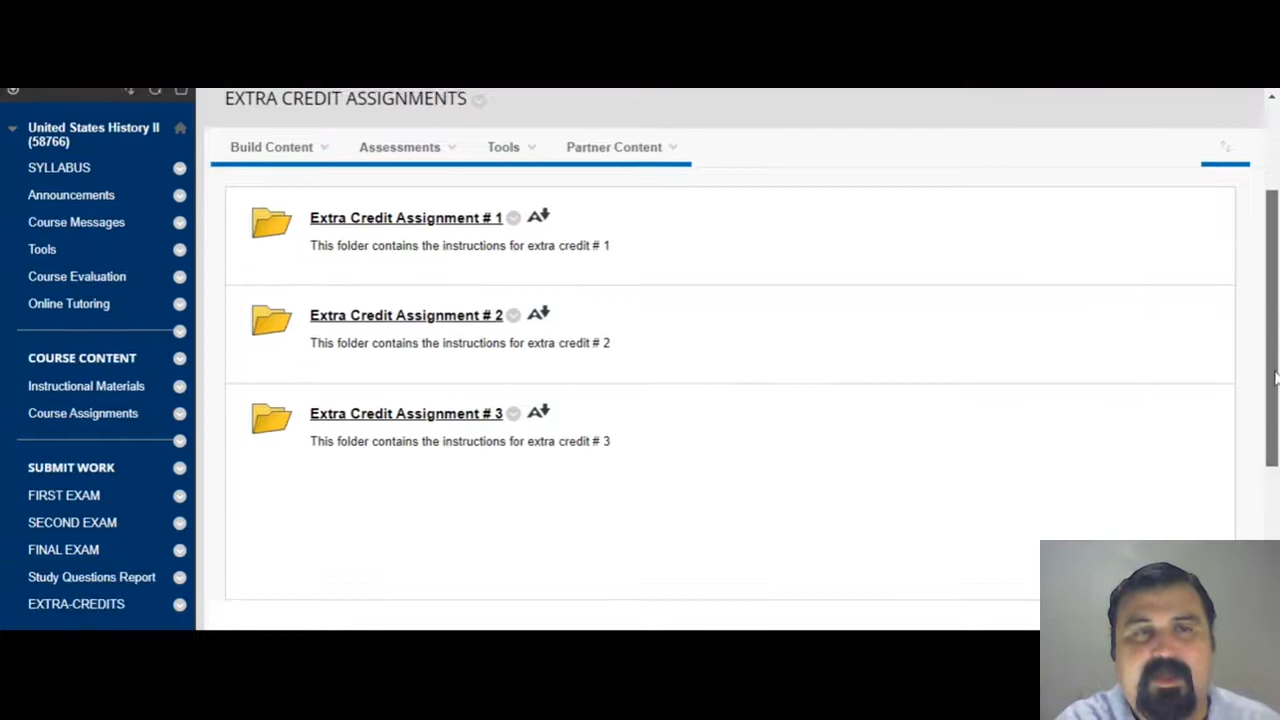 EXTRA CREDIT ASSIGNMENTS
United States History II
(58766)
SYLLABUS
Announcements
Course Messages
Tools
Course Evaluation
Online Tutoring
COURSE CONTENT
Instructional Materials
Course Assignments
SUBMIT WORK
FIRST EXAM
SECOND EXAM
FINAL EXAM
Study Questions Report
EXTRA-CREDITS
Build Content Assessments Tools Partner Content
Extra Credit Assignment # 1
This folder contains the instructions for extra credit # 1
Extra Credit Assignment # 2
This folder contains the instructions for extra credit # 2
Extra Credit Assignment # 3
This folder contains the instructions for extra credit # 3